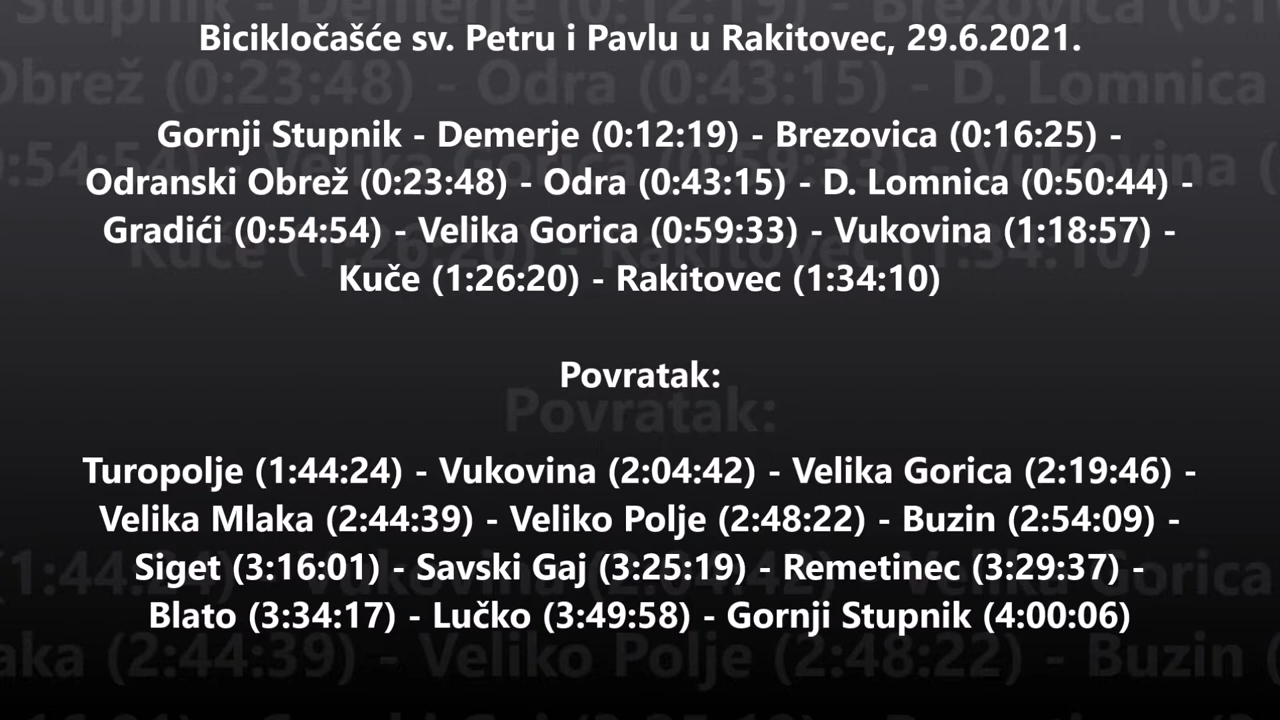 Bicikločašće sv. Petru i Pavlu u Rakitovec, 29.6.2021.
Gornji Stupnik - Demerje (0:12:19) - Brezovica (0:16:25) -
Odranski Obrež (0:23:48) - Odra (0:43:15) - D. Lomnica (0:50:44) -
Gradići (0:54:54) - Velika Gorica (0:59:33) - Vukovina (1:18:57) -
Kuče (1:26:20) - Rakitovec (1:34:10)
Povratak:
Turopolje (1:44:24) - Vukovina (2:04:42) - Velika Gorica (2:19:46) -
Velika Mlaka (2:44:39) - Veliko Polje (2:48:22) - Buzin (2:54:09) -
Siget (3:16:01) - Savski Gaj (3:25:19) - Remetinec (3:29:37) -
Blato (3:34:17) - Lučko (3:49:58) - Gornji Stupnik (4:00:06)